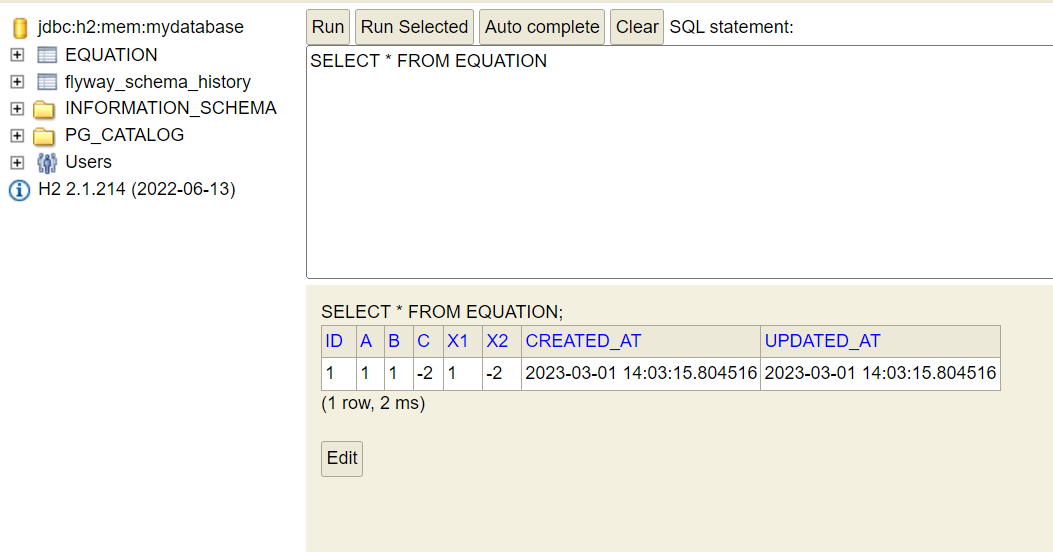 jdbc:h2:mem:mydatabase
EQUATION
flyway_schema_history
INFORMATION_SCHEMA
PG_CATALOG
Users
H2 2.1.214 (2022-06-13)
Run Run Selected Auto complete Clear SQL statement:
SELECT * FROM EQUATION
SELECT * FROM EQUATION;
ID A B C X1 X2 CREATED_AT UPDATED_AT
1 1 1 -2 1 -2 2023-03-01 14:03:15.804516 2023-03-01 14:03:15.804516
(1 row, 2 ms)
Edit